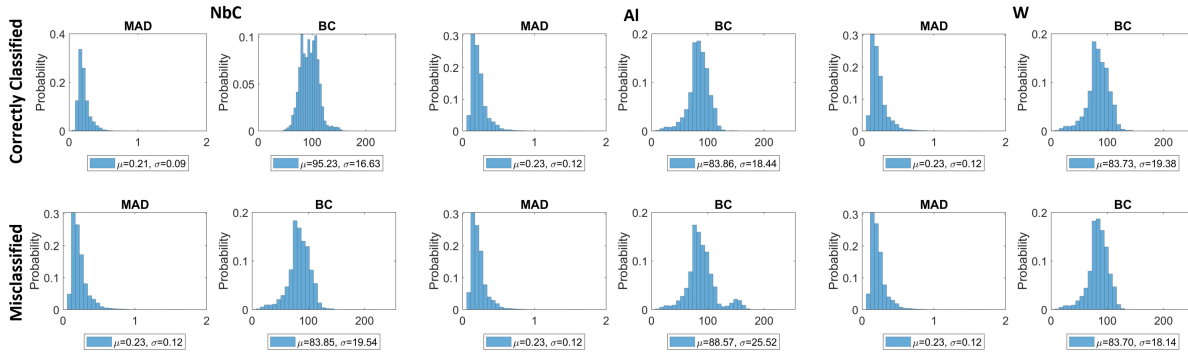 NbC
Al
W
Correctly Classified
MAD
0.4
0.2
0
Probability
0
1
2
μ=0.21, σ=0.09
BC
0.1
0.05
0
Probability
0
100
200
μ=95.23, σ=16.63
MAD
0.3
0.2
0.1
0
Probability
0
1
2
μ=0.23, σ=0.12
BC
0.2
0.1
0
Probability
0
100
200
μ=83.86, σ=18.44
MAD
0.3
0.2
0.1
0
Probability
0
1
2
μ=0.23, σ=0.12
BC
0.2
0.1
0
Probability
0
100
200
μ=83.73, σ=19.38
Misclassified
MAD
0.3
0.2
0.1
0
Probability
0
1
2
μ=0.23, σ=0.12
BC
0.2
0.1
0
Probability
0
100
200
μ=83.85, σ=19.54
MAD
0.3
0.2
0.1
0
Probability
0
1
2
μ=0.23, σ=0.12
BC
0.2
0.1
0
Probability
0
100
200
μ=88.57, σ=25.52
MAD
0.3
0.2
0.1
0
Probability
0
1
2
μ=0.23, σ=0.12
BC
0.2
0.1
0
Probability
0
100
200
μ=83.70, σ=18.14